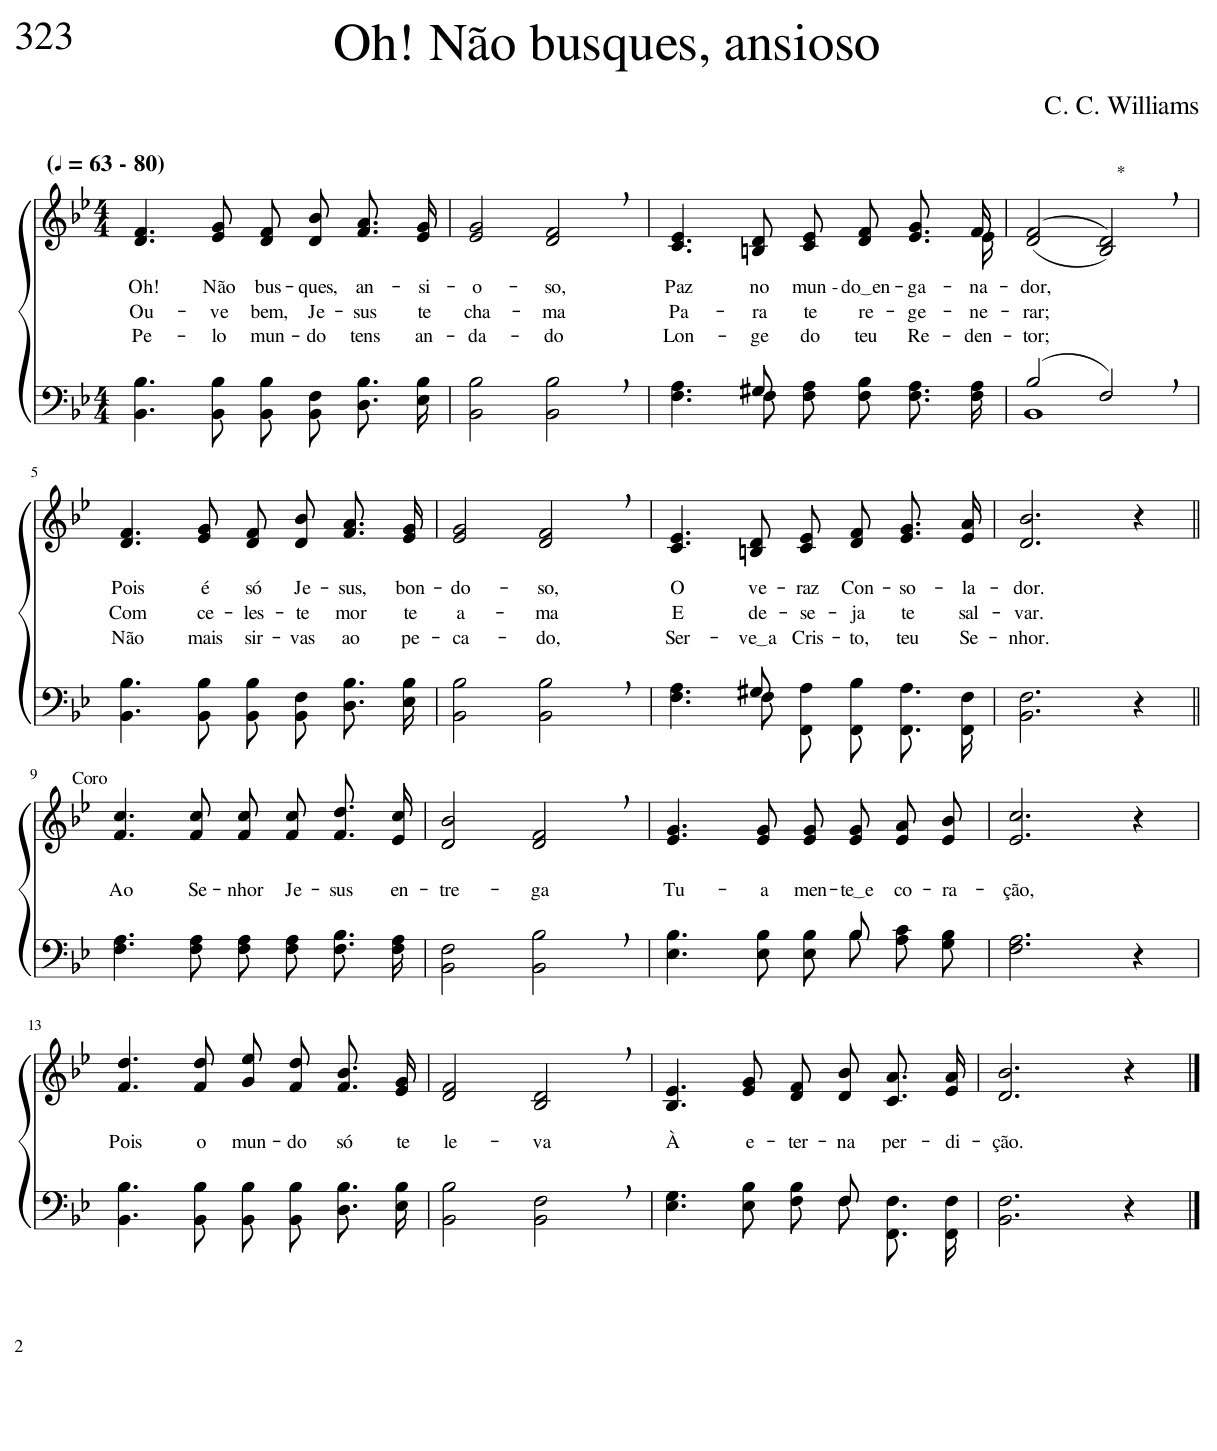 323
Oh! Não busques, ansioso
C. C. Williams
(♩ = 63 - 80)
*
Oh! Não bus - ques, an - si - o - so, Paz no mun - do‿en - ga - na - dor,
Ou - ve bem, Je - sus te cha - ma Pa - ra te re - ge - ne - rar;
Pe - lo mun - do tens an - da - do Lon - ge do teu Re - den - tor;
5
Pois é só Je - sus, bon - do - so, O ve - raz Con - so - la - dor.
Com ce - les - te mor te a - ma E de - se - ja te sal - var.
Não mais sir - vas ao pe - ca - do, Ser - ve‿a Cris - to, teu Se - nhor.
9
Coro
Ao Se - nhor Je - sus en - tre - ga Tu - a men - te‿e co - ra - ção,
13
Pois o mun - do só te le - va À e - ter - na per - di - ção.
2